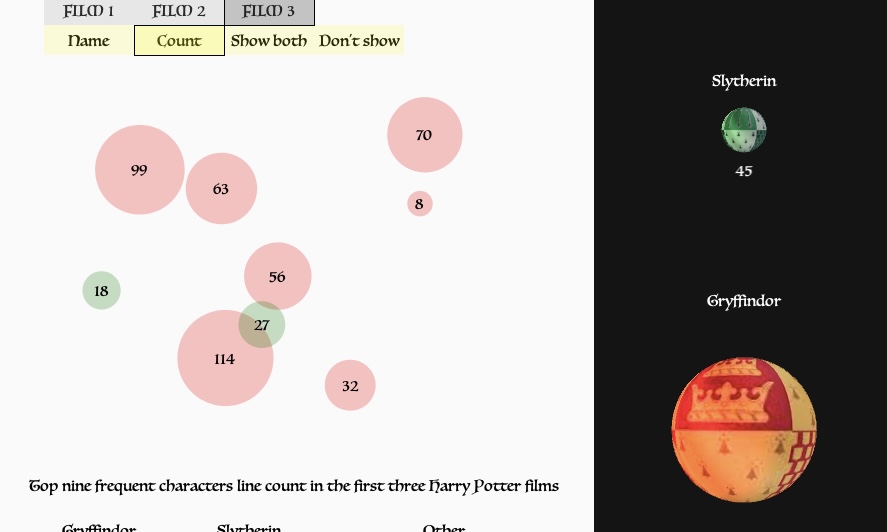 FILM 1 FILM 2 FILM 3
Name Count Show both Don't show
Slytherin
45
70
99
63
8
56
18
27
114
32
Gryffindor
Top nine frequent characters line count in the first three Harry Potter films
Gryffindor Slytherin Other